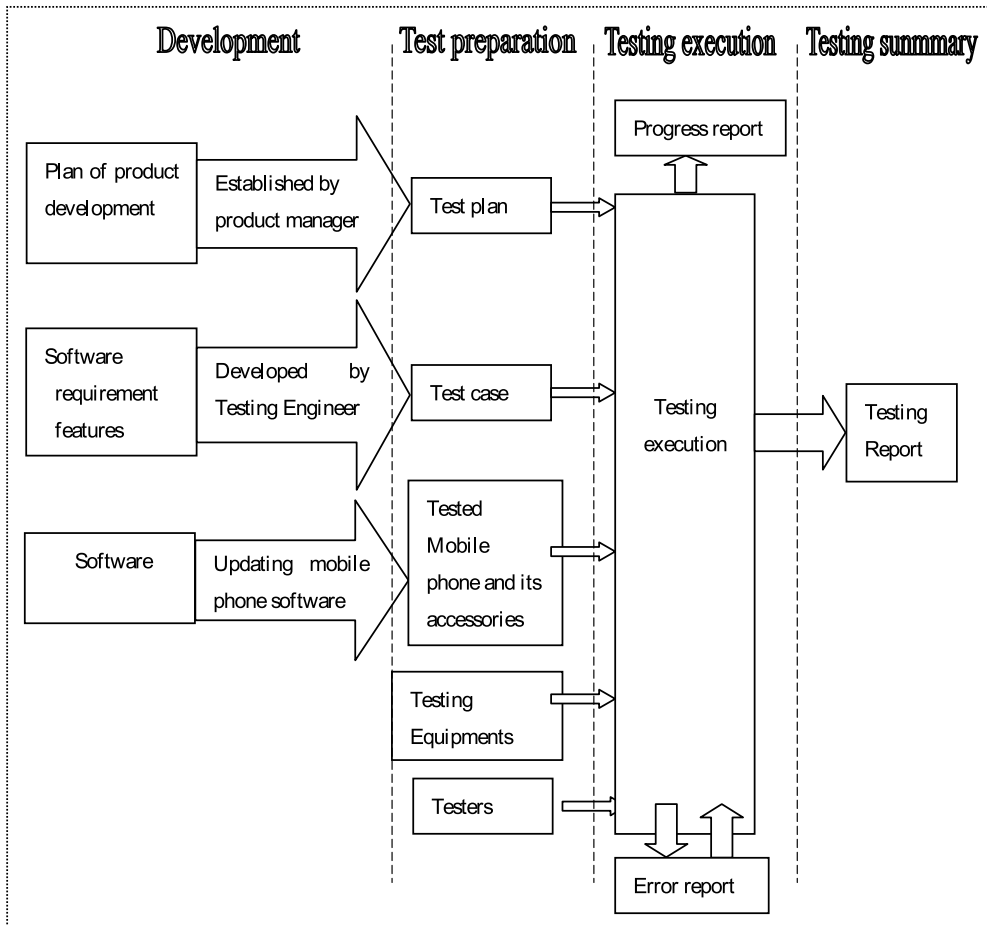 Development
Test preparation
Testing execution
Testing sunmmary
Progress report
Plan of product
development
Established by
product manager
Test plan
Software
requirement
features
Developed by
Testing Engineer
Test case
Testing
execution
Testing
Report
Software
Updating mobile
phone software
Tested
Mobile
phone and its
accessories
Testing
Equipments
Testers
Error report